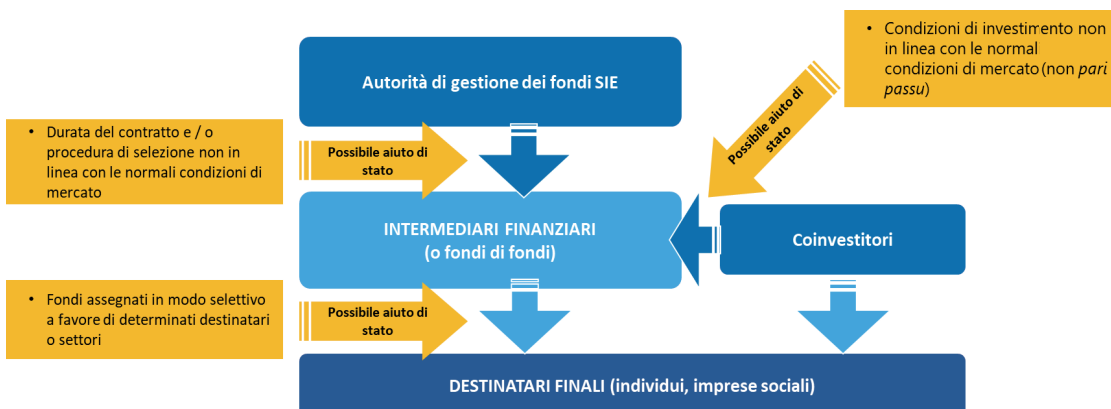 • Condizioni di investimento non
in linea con le normal
condizioni di mercato (non pari
passu)
Autorità di gestione dei fondi SIE
Possibile aiuto di
stato
• Durata del contratto e / o
procedura di selezione non in
linea con le normali condizioni di
mercato
Possibile aiuto di
stato
INTERMEDIARI FINANZIARI
(o fondi di fondi)
Coinvestitori
• Fondi assegnati in modo selettivo
a favore di determinati destinatari
o settori
Possibile aiuto di
stato
DESTINATARI FINALI (individui, imprese sociali)